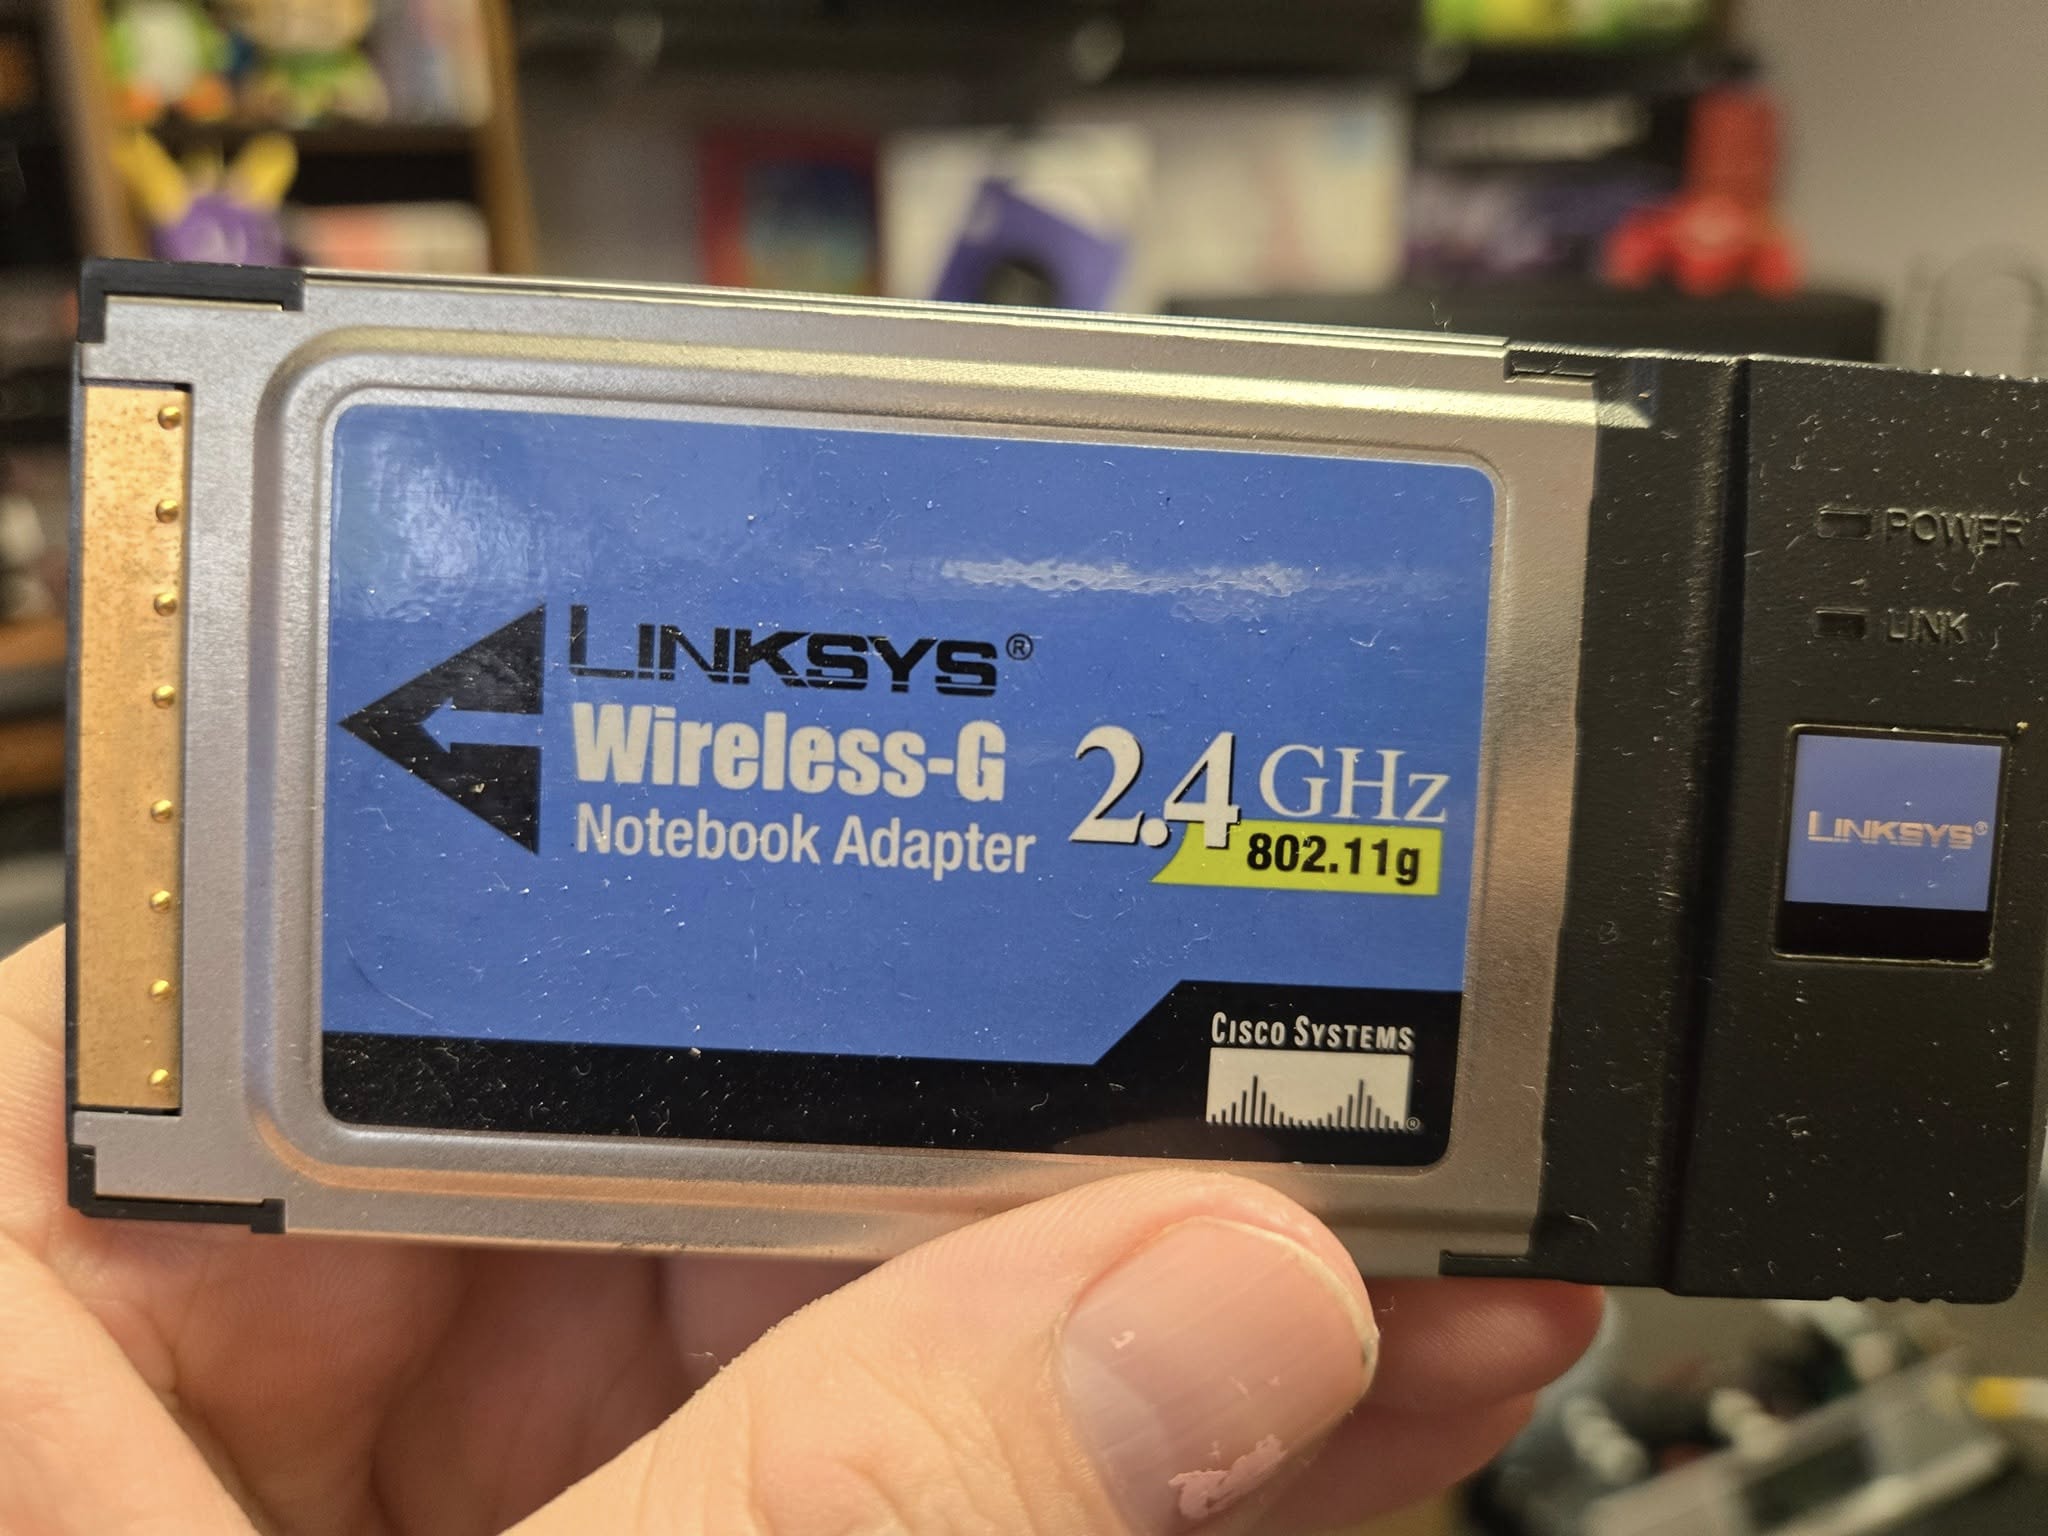 LINKSYS®
Wireless-G
Notebook Adapter
2.4 GHz
802.11g
CISCO SYSTEMS
®
POWER
LINK
LINKSYS®